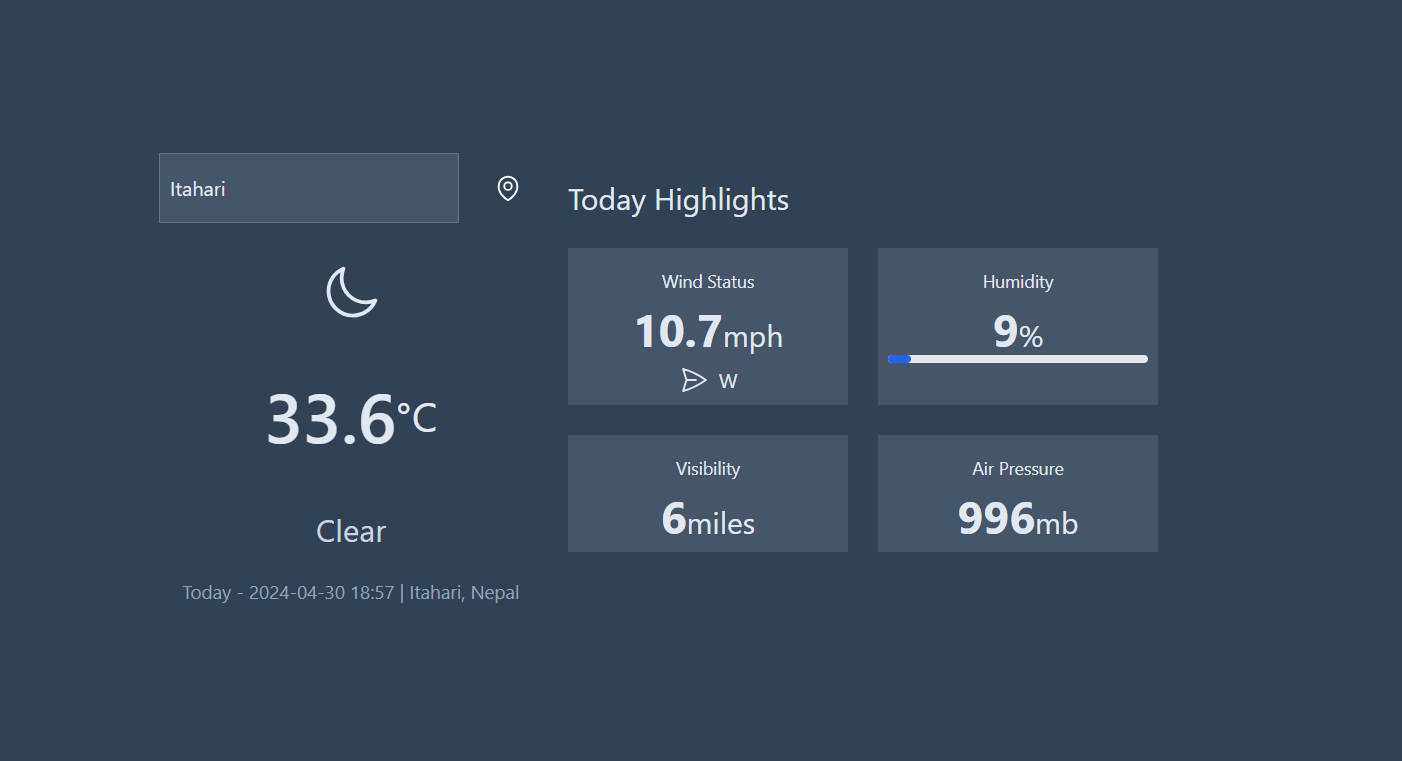 Itahari
33.6°C
Clear
Today - 2024-04-30 18:57 | Itahari, Nepal
Today Highlights
Wind Status
10.7mph
W
Humidity
9%
Visibility
6miles
Air Pressure
996mb